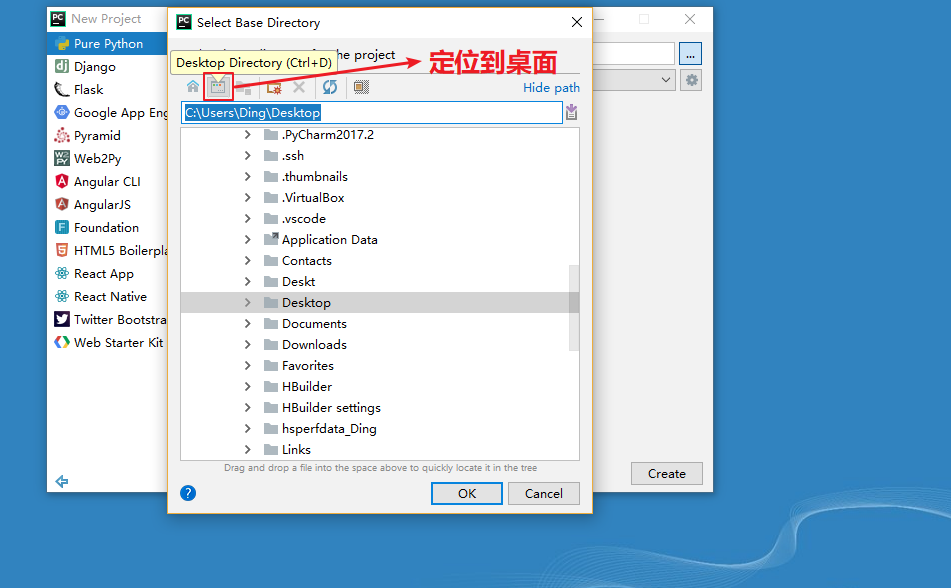 New Project
Select Base Directory
Pure Python
Django
Flask
Google App Eng
Pyramid
Web2Py
Angular CLI
AngularJS
Foundation
HTML5 Boilerpla
React App
React Native
Twitter Bootstra
Web Starter Kit
he project
Desktop Directory (Ctrl+D)
定位到桌面
...
Hide path
C:\Users\Ding\Desktop
.PyCharm2017.2
.ssh
.thumbnails
.VirtualBox
.vscode
Application Data
Contacts
Deskt
Desktop
Documents
Downloads
Favorites
HBuilder
HBuilder settings
hsperfdata_Ding
Links
Drag and drop a file into the space above to quickly locate it in the tree
?
OK
Cancel
Create